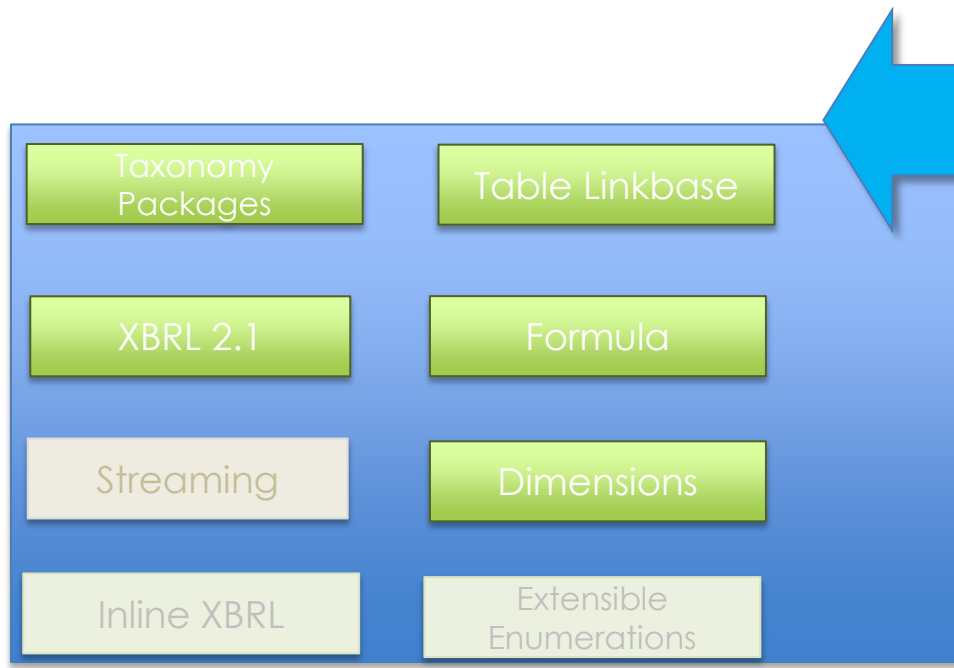 Taxonomy
Packages
Table Linkbase
XBRL 2.1
Formula
Streaming
Dimensions
Inline XBRL
Extensible
Enumerations